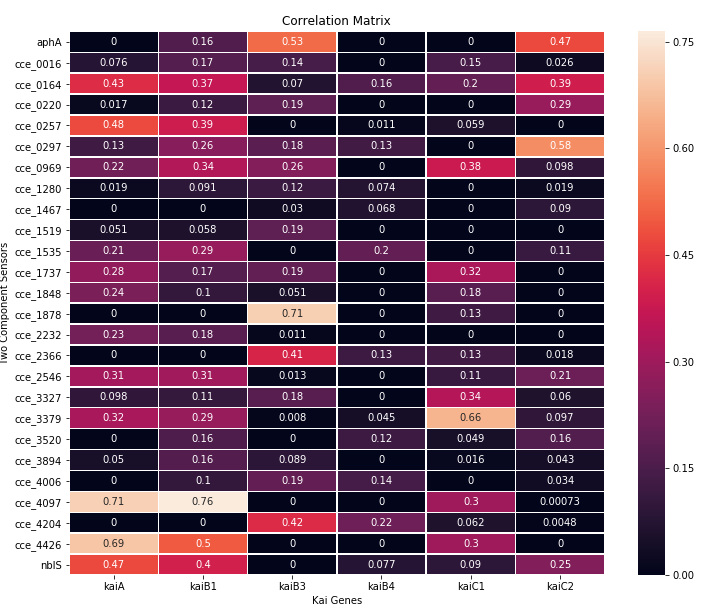 Correlation Matrix
aphA 0 0.16 0.53 0 0 0.47
cce_0016 0.076 0.17 0.14 0 0.15 0.026
cce_0164 0.43 0.37 0.07 0.16 0.2 0.39
cce_0220 0.017 0.12 0.19 0 0 0.29
cce_0257 0.48 0.39 0 0.011 0.059 0
cce_0297 0.13 0.26 0.18 0.13 0 0.58
cce_0969 0.22 0.34 0.26 0 0.38 0.098
cce_1280 0.019 0.091 0.12 0.074 0 0.019
cce_1467 0 0 0.03 0.068 0 0.09
cce_1519 0.051 0.058 0.19 0 0 0
cce_1535 0.21 0.29 0 0.2 0 0.11
cce_1737 0.28 0.17 0.19 0 0.32 0
cce_1848 0.24 0.1 0.051 0 0.18 0
cce_1878 0 0 0.71 0 0.13 0
cce_2232 0.23 0.18 0.011 0 0 0
cce_2366 0 0 0.41 0.13 0.13 0.018
cce_2546 0.31 0.31 0.013 0 0.11 0.21
cce_3327 0.098 0.11 0.18 0 0.34 0.06
cce_3379 0.32 0.29 0.008 0.045 0.66 0.097
cce_3520 0 0.16 0 0.12 0.049 0.16
cce_3894 0.05 0.16 0.089 0 0.016 0.043
cce_4006 0 0.1 0.19 0.14 0 0.034
cce_4097 0.71 0.76 0 0 0.3 0.00073
cce_4204 0 0 0.42 0.22 0.062 0.0048
cce_4426 0.69 0.5 0 0 0.3 0
nblS 0.47 0.4 0 0.077 0.09 0.25
kaiA kaiB1 kaiB3 kaiB4 kaiC1 kaiC2
Kai Genes
Two Component Sensors
0.75
0.60
0.45
0.30
0.15
0.00